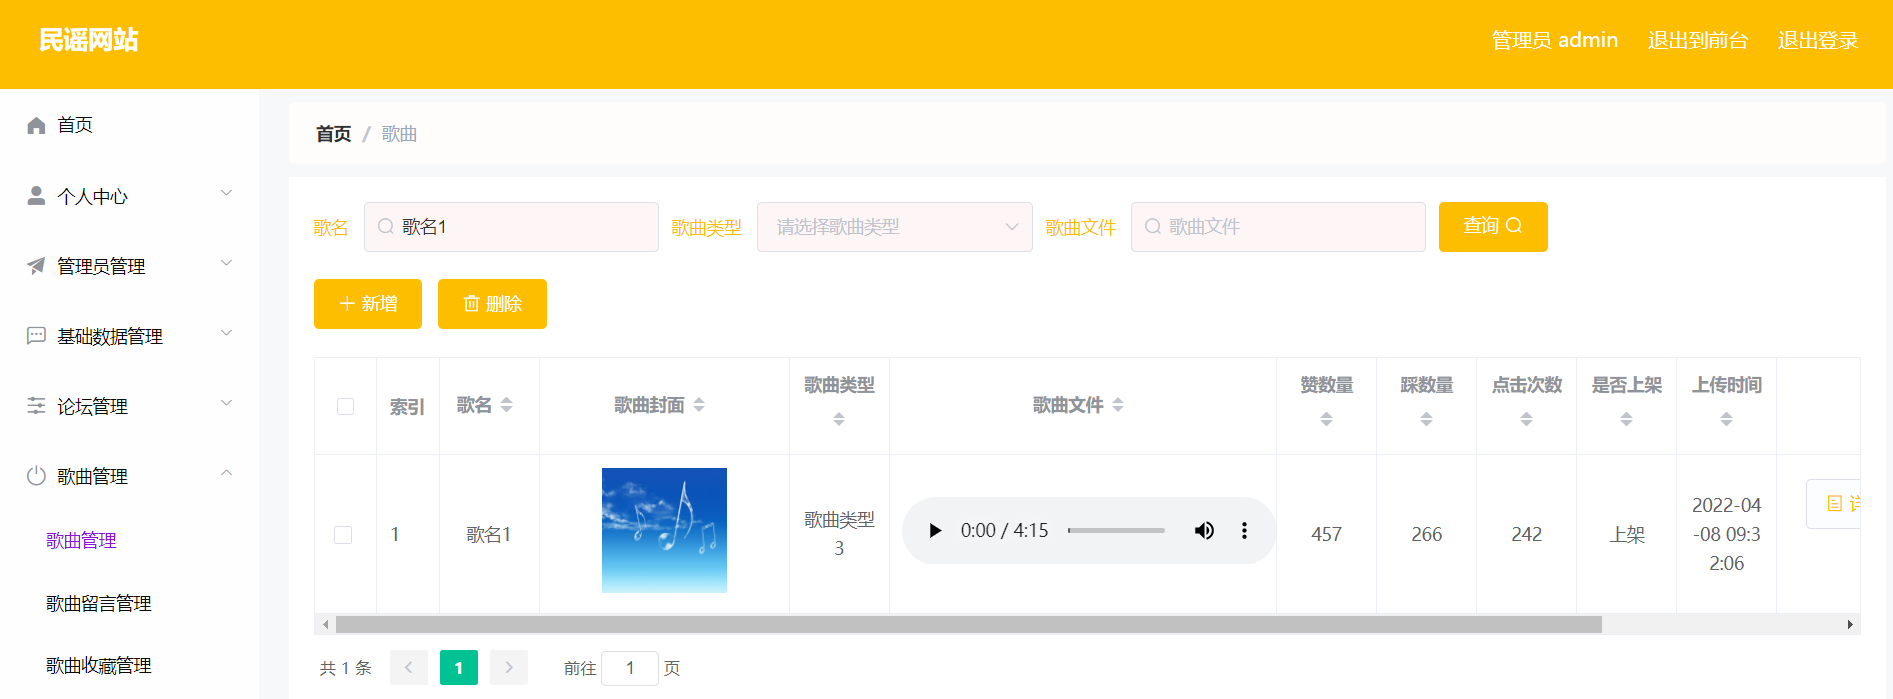 民谣网站
管理员 admin
退出到前台
退出登录
首页
个人中心
管理员管理
基础数据管理
论坛管理
歌曲管理
歌曲管理
歌曲留言管理
歌曲收藏管理
首页 / 歌曲
歌名 歌名1 歌曲类型 请选择歌曲类型 歌曲文件 歌曲文件 查询
新增 删除
索引 歌名 歌曲封面 歌曲类型 歌曲文件 赞数量 踩数量 点击次数 是否上架 上传时间
1
歌名1
歌曲类型
3
0:00 / 4:15
457
266
242
上架
2022-04
-08 09:3
2:06
共 1 条 1 前往 1 页